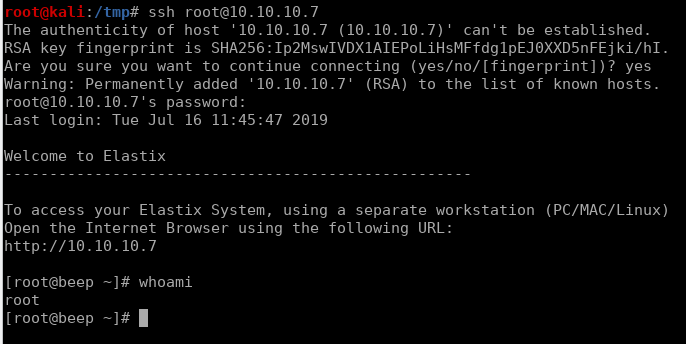 root@kali:/tmp# ssh root@10.10.10.7
The authenticity of host '10.10.10.7 (10.10.10.7)' can't be established.
RSA key fingerprint is SHA256:Ip2MswIVDX1AIEPoLiHsMFfdg1pEJ0XXD5nFEjki/hI.
Are you sure you want to continue connecting (yes/no/[fingerprint])? yes
Warning: Permanently added '10.10.10.7' (RSA) to the list of known hosts.
root@10.10.10.7's password:
Last login: Tue Jul 16 11:45:47 2019
Welcome to Elastix
----------------------------------------------------
To access your Elastix System, using a separate workstation (PC/MAC/Linux)
Open the Internet Browser using the following URL:
http://10.10.10.7
[root@beep ~]# whoami
root
[root@beep ~]#